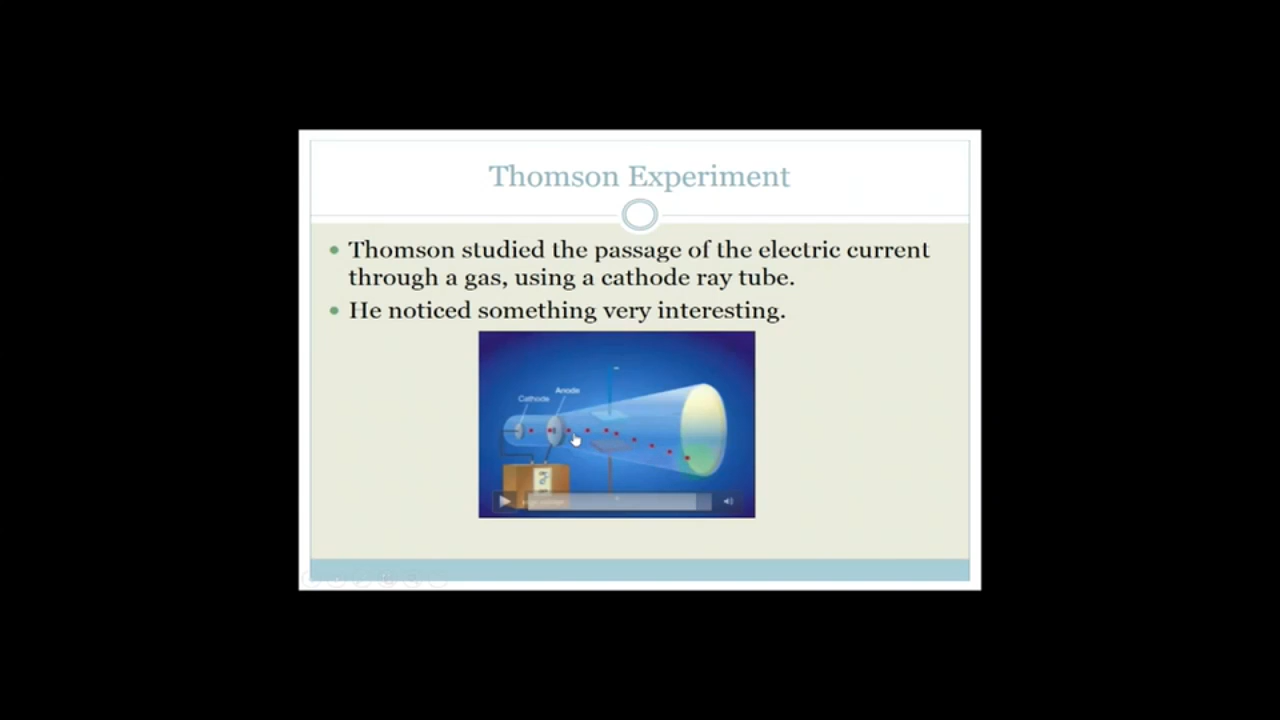 Thomson Experiment
• Thomson studied the passage of the electric current
through a gas, using a cathode ray tube.
• He noticed something very interesting.
Anode
Cathode